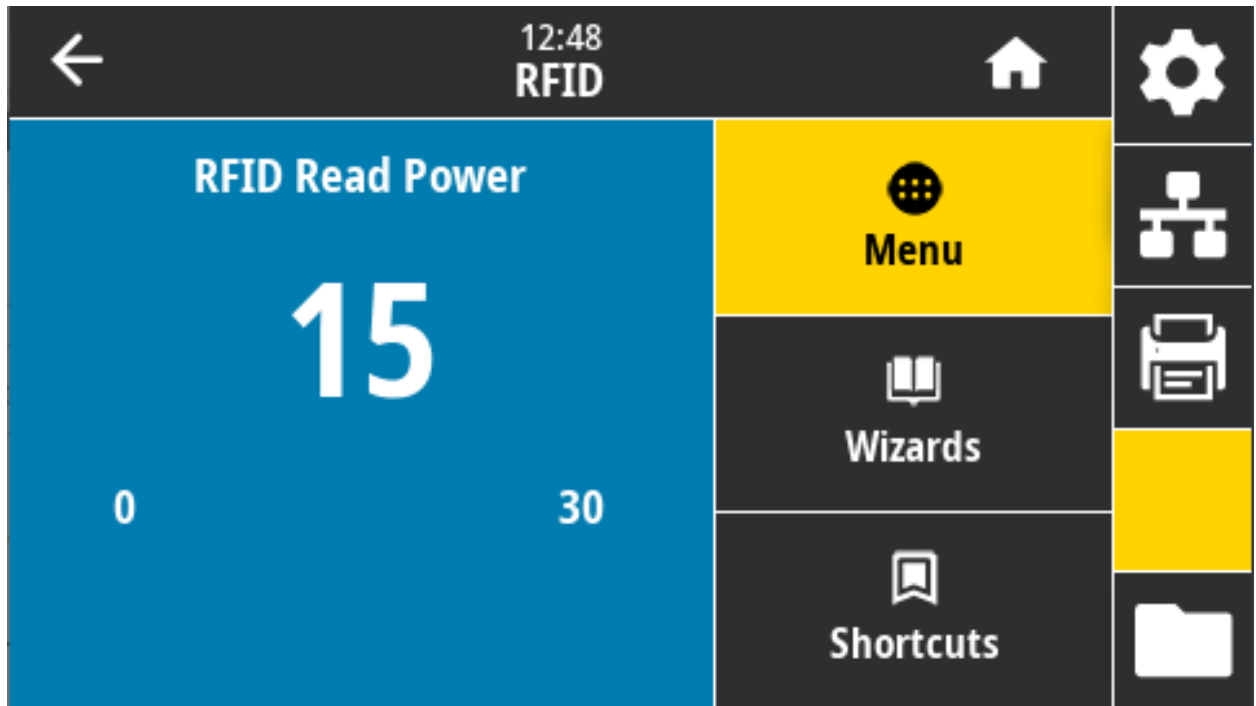 12:48
RFID
RFID Read Power
15
0 30
Menu
Wizards
Shortcuts